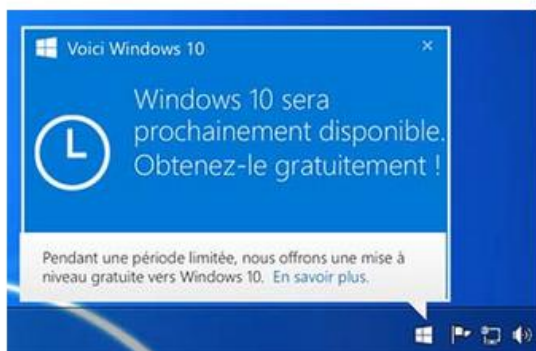 Voici Windows 10
Windows 10 sera
prochainement disponible.
Obtenez-le gratuitement !
Pendant une période limitée, nous offrons une mise à
niveau gratuite vers Windows 10. En savoir plus.